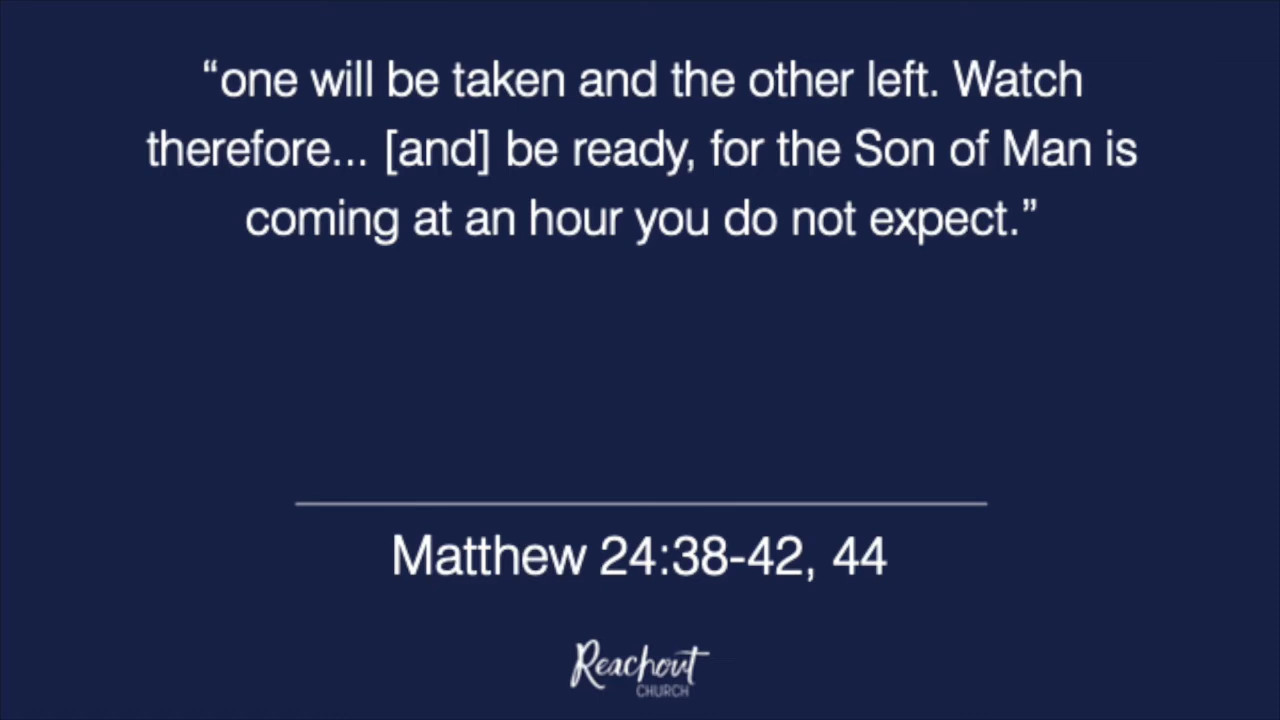 “one will be taken and the other left. Watch
therefore... [and] be ready, for the Son of Man is
coming at an hour you do not expect.”
Matthew 24:38-42, 44
Reachout
CHURCH